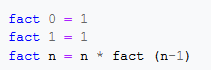 fact 0 = 1
fact 1 = 1
fact n = n * fact (n-1)